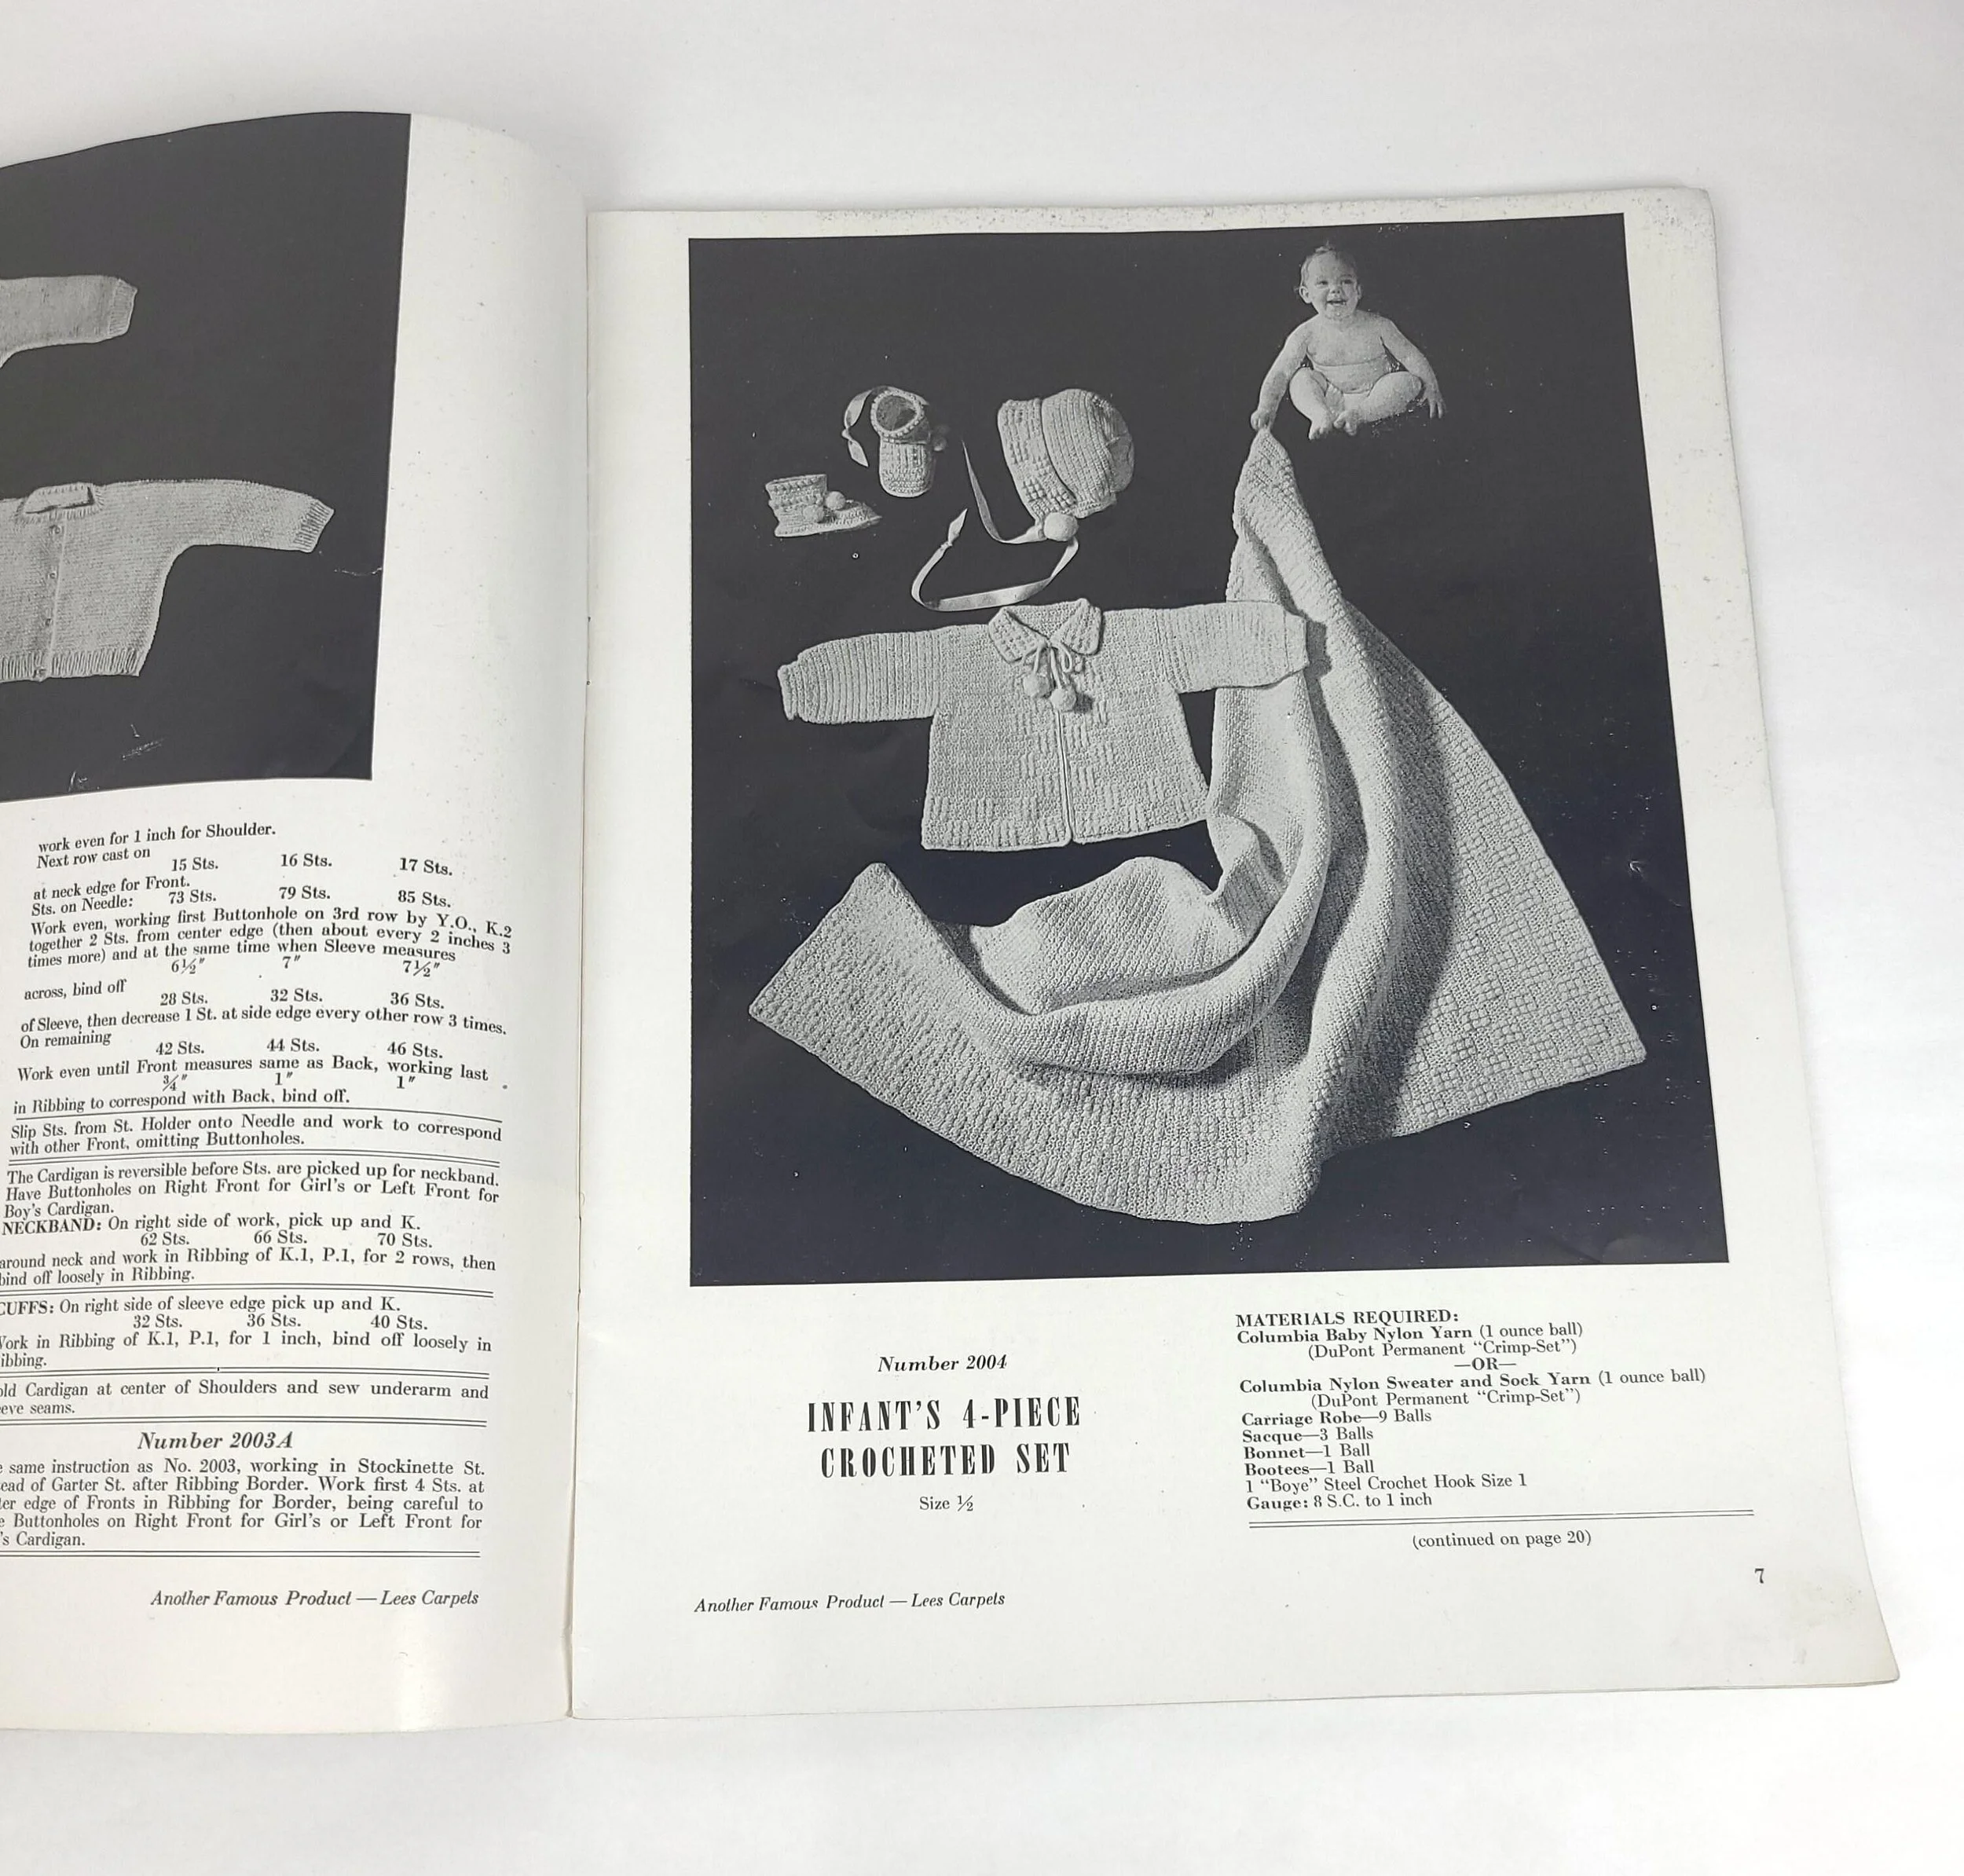 work even for 1 inch for Shoulder.
Next row cast on
15 Sts. 16 Sts. 17 Sts.
at neck edge for Front.
Sts. on Needle: 73 Sts. 79 Sts. 85 Sts.
Work even, working first Buttonhole on 3rd row by Y.O., K.2
together 2 Sts. from center edge (then about every 2 inches 3
times more) and at the same time when Sleeve measures
6½″ 7″ 7½″
across, bind off
28 Sts. 32 Sts. 36 Sts.
of Sleeve, then decrease 1 St. at side edge every other row 3 times.
On remaining
42 Sts. 44 Sts. 46 Sts.
Work even until Front measures same as Back, working last
¾″ 1″ 1″
in Ribbing to correspond with Back, bind off.
Slip Sts. from St. Holder onto Needle and work to correspond
with other Front, omitting Buttonholes.
The Cardigan is reversible before Sts. are picked up for neckband.
Have Buttonholes on Right Front for Girl's or Left Front for
Boy's Cardigan.
NECKBAND: On right side of work, pick up and K.
62 Sts. 66 Sts. 70 Sts.
around neck and work in Ribbing of K.1, P.1, for 2 rows, then
bind off loosely in Ribbing.
CUFFS: On right side of sleeve edge pick up and K.
32 Sts. 36 Sts. 40 Sts.
Work in Ribbing of K.1, P.1, for 1 inch, bind off loosely in
ibbing.
old Cardigan at center of Shoulders and sew underarm and
eeve seams.
Number 2003A
e same instruction as No. 2003, working in Stockinette St.
ead of Garter St. after Ribbing Border. Work first 4 Sts. at
ter edge of Fronts in Ribbing for Border, being careful to
e Buttonholes on Right Front for Girl's or Left Front for
's Cardigan.
Another Famous Product — Lees Carpets
Number 2004
INFANT'S 4-PIECE
CROCHETED SET
Size ½
MATERIALS REQUIRED:
Columbia Baby Nylon Yarn (1 ounce ball)
(DuPont Permanent "Crimp-Set")
—OR—
Columbia Nylon Sweater and Sock Yarn (1 ounce ball)
(DuPont Permanent "Crimp-Set")
Carriage Robe—9 Balls
Sacque—3 Balls
Bonnet—1 Ball
Bootees—1 Ball
1 "Boye" Steel Crochet Hook Size 1
Gauge: 8 S.C. to 1 inch
(continued on page 20)
7
Another Famous Product — Lees Carpets